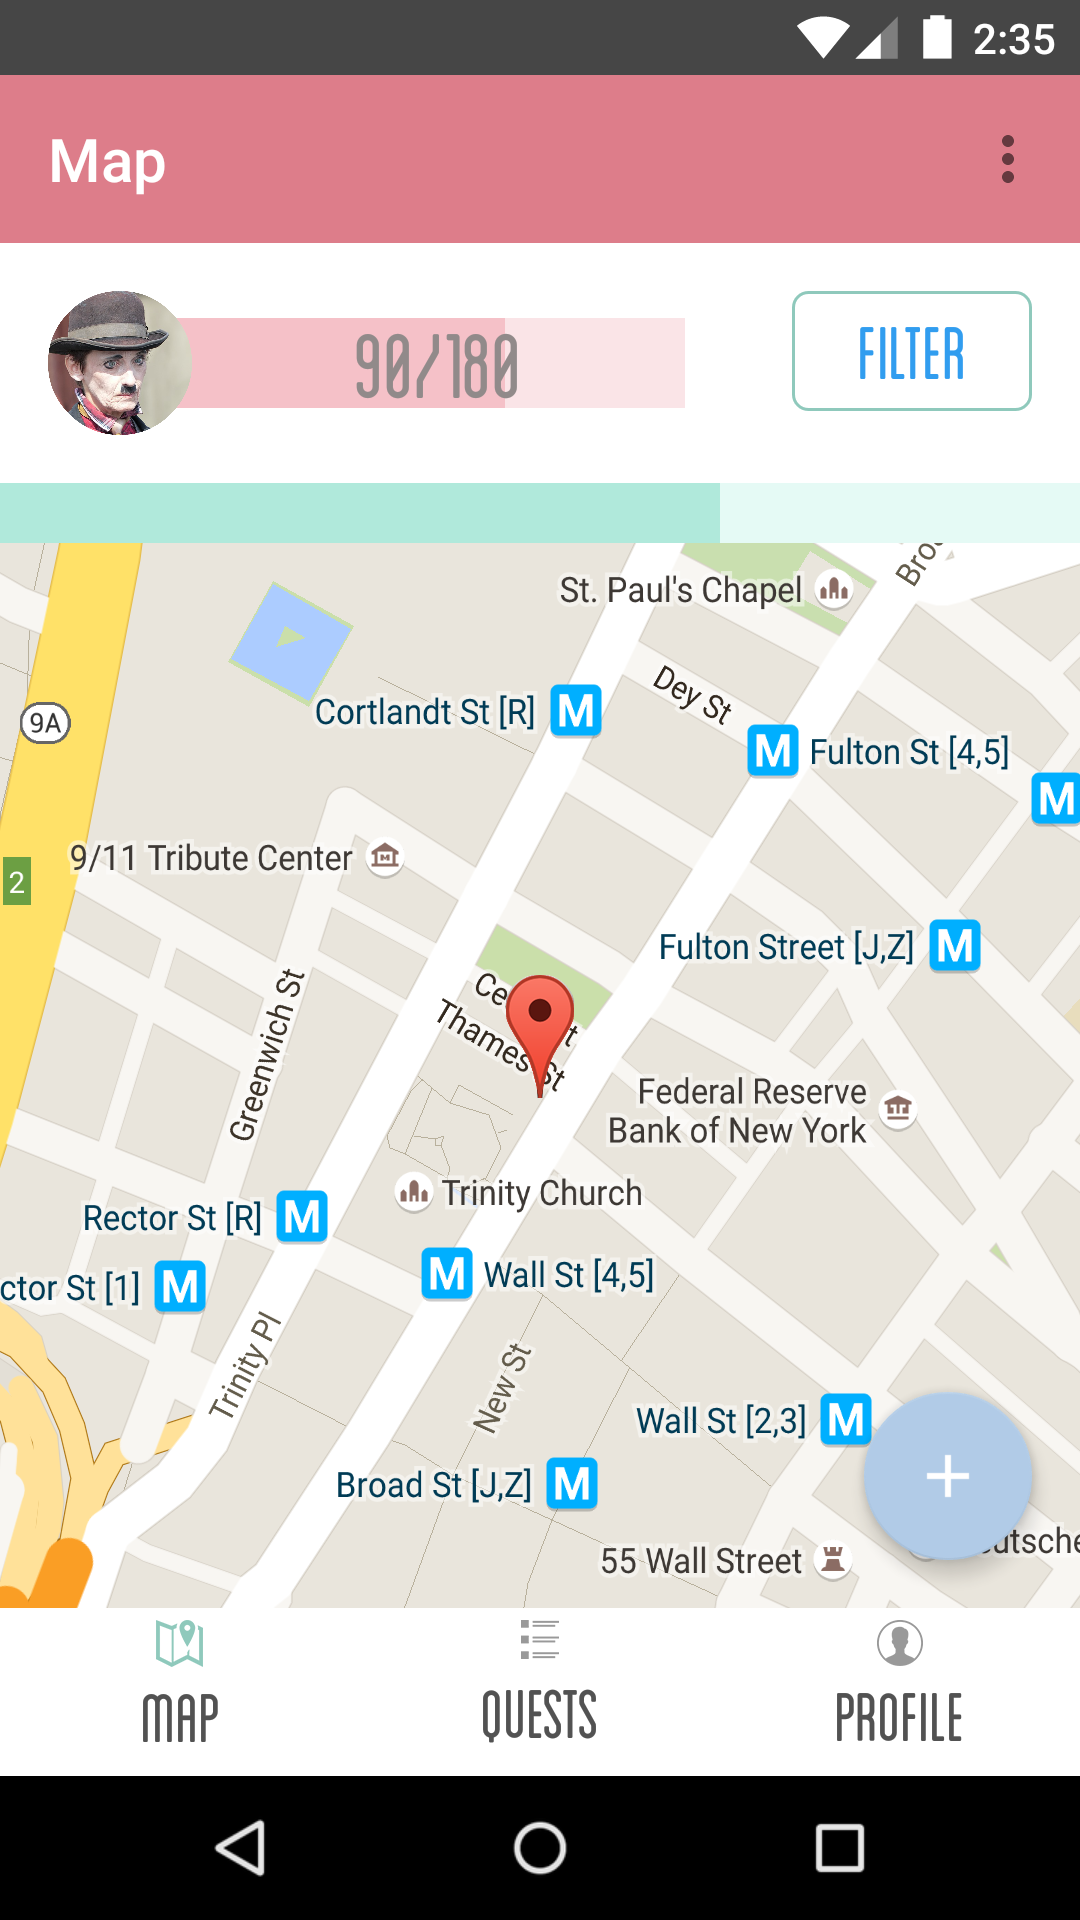 2:35
Map
90/180
FILTER
St. Paul's Chapel
Dey St
Cortlandt St [R]
M
9A
M
Fulton St [4,5]
M
9/11 Tribute Center
2
Fulton Street [J,Z]
M
Greenwich St
Thames St
Federal Reserve
Bank of New York
Trinity Church
Rector St [R]
M
M
Wall St [4,5]
ctor St [1]
M
Trinity Pl
New St
Wall St [2,3]
M
Broad St [J,Z]
M
55 Wall Street
MAP
QUESTS
PROFILE